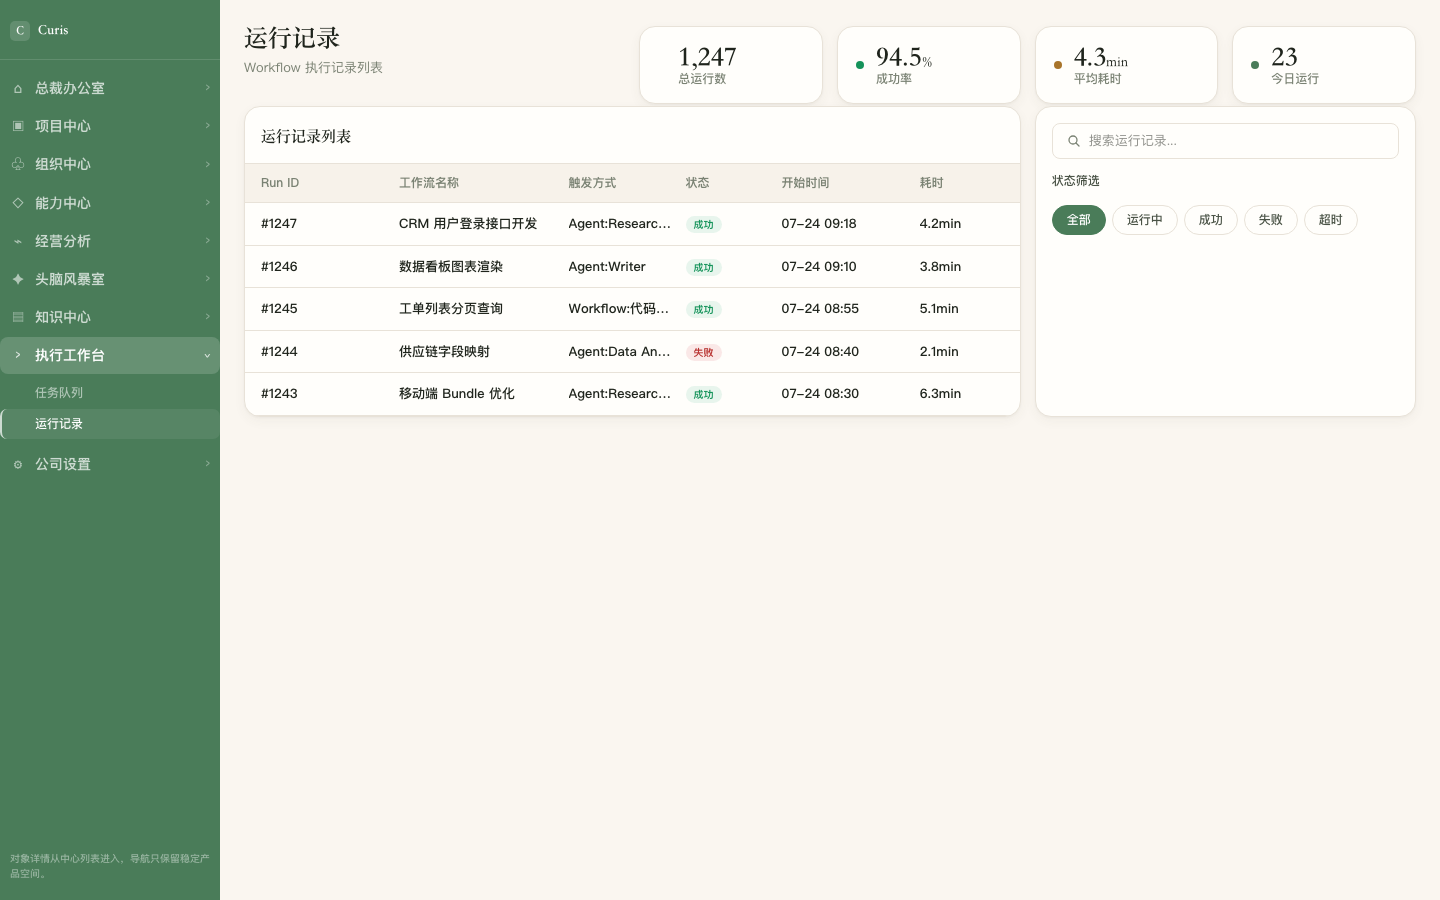 C Curis
总裁办公室
项目中心
组织中心
能力中心
经营分析
头脑风暴室
知识中心
执行工作台
任务队列
运行记录
公司设置
对象详情从中心列表进入，导航只保留稳定产
品空间。
运行记录
Workflow 执行记录列表
1,247
总运行数
94.5%
成功率
4.3min
平均耗时
23
今日运行
运行记录列表
Run ID 工作流名称 触发方式 状态 开始时间 耗时
#1247 CRM 用户登录接口开发 Agent:Researc... 成功 07-24 09:18 4.2min
#1246 数据看板图表渲染 Agent:Writer 成功 07-24 09:10 3.8min
#1245 工单列表分页查询 Workflow:代码... 成功 07-24 08:55 5.1min
#1244 供应链字段映射 Agent:Data An... 失败 07-24 08:40 2.1min
#1243 移动端 Bundle 优化 Agent:Researc... 成功 07-24 08:30 6.3min
搜索运行记录...
状态筛选
全部 运行中 成功 失败 超时